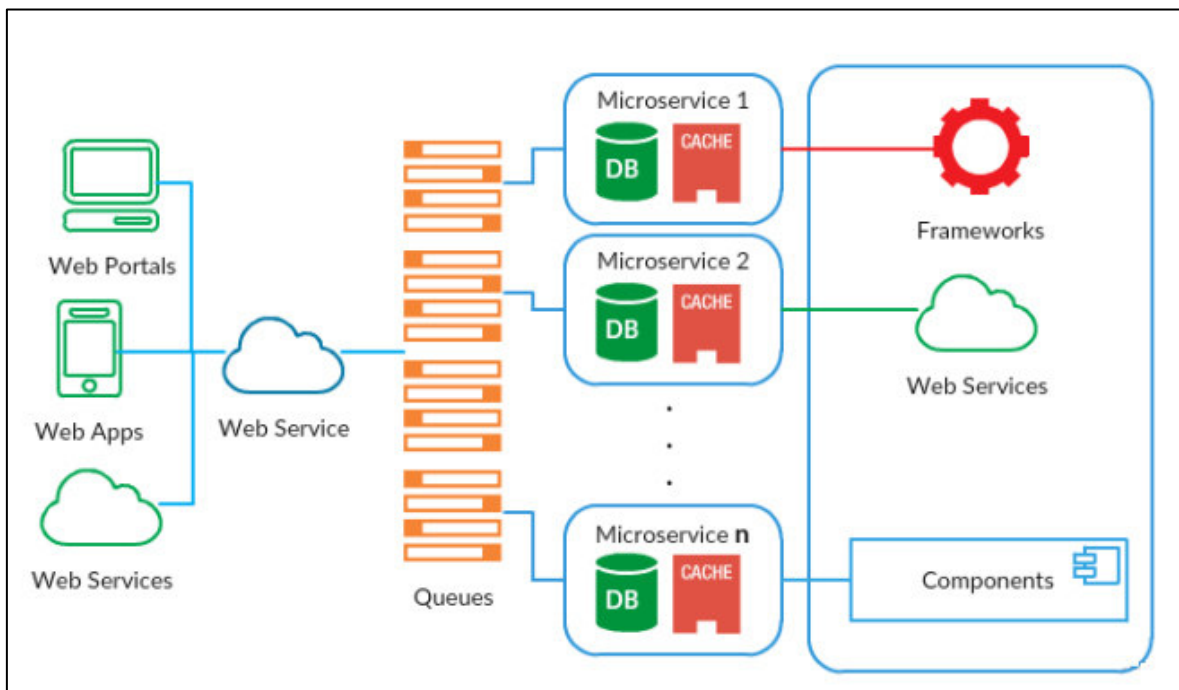 Web Portals
Web Apps
Web Services
Web Service
Queues
Microservice 1
DB
CACHE
Microservice 2
DB
CACHE
Microservice n
DB
CACHE
Frameworks
Web Services
Components